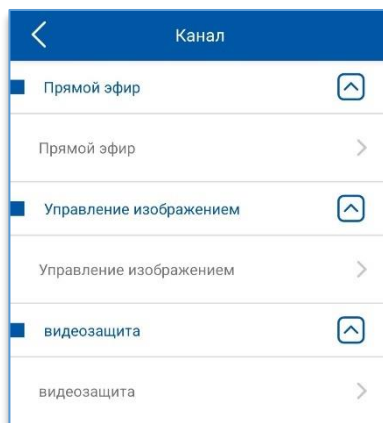 Канал
Прямой эфир
Прямой эфир
Управление изображением
Управление изображением
видеозащита
видеозащита